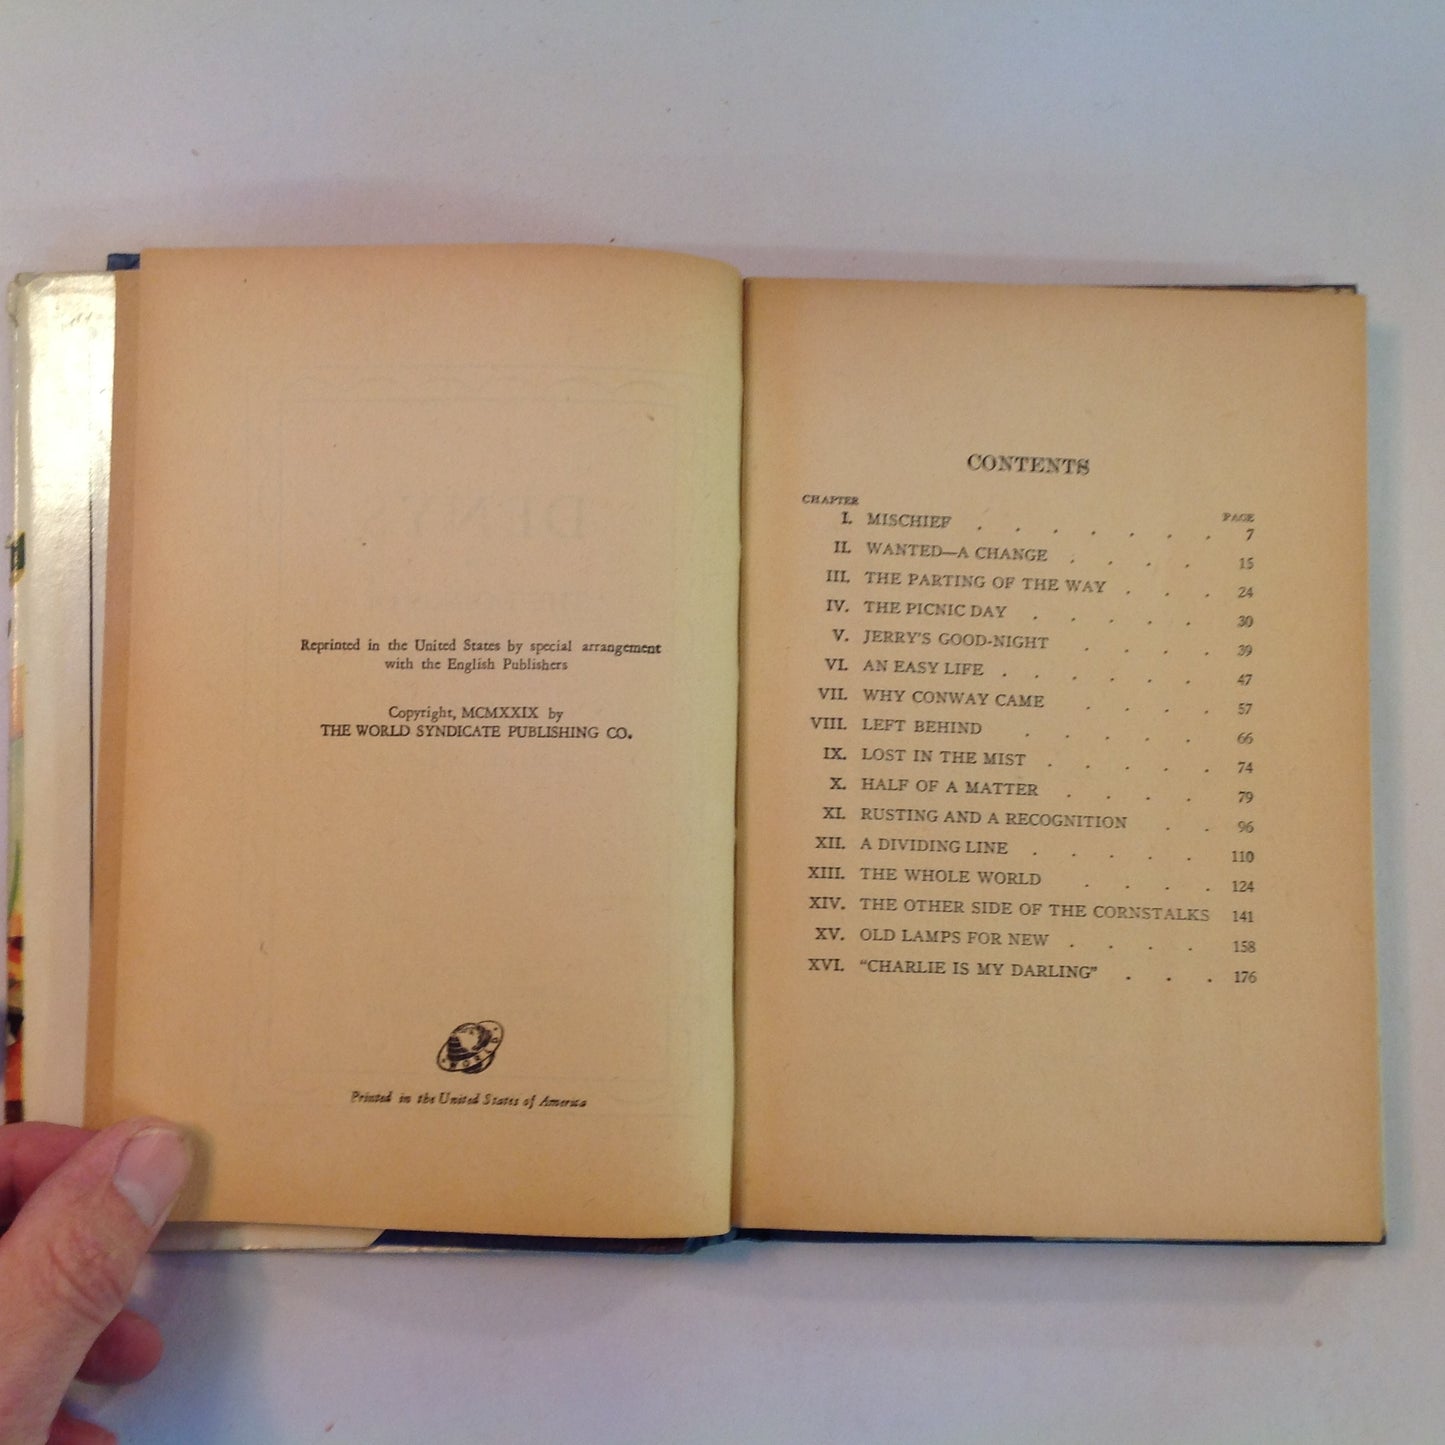 Reprinted in the United States by special arrangement
with the English Publishers
Copyright, MCMXXIX by
THE WORLD SYNDICATE PUBLISHING CO.
WORLD
Printed in the United States of America
CONTENTS
CHAPTER PAGE
I. MISCHIEF . . . . . . . 7
II. WANTED—A CHANGE . . . . 15
III. THE PARTING OF THE WAY . . . 24
IV. THE PICNIC DAY . . . . . 30
V. JERRY'S GOOD-NIGHT . . . . 39
VI. AN EASY LIFE . . . . . . 47
VII. WHY CONWAY CAME . . . . 57
VIII. LEFT BEHIND . . . . . 66
IX. LOST IN THE MIST . . . . . 74
X. HALF OF A MATTER . . . . 79
XI. RUSTING AND A RECOGNITION . . 96
XII. A DIVIDING LINE . . . . . 110
XIII. THE WHOLE WORLD . . . . 124
XIV. THE OTHER SIDE OF THE CORNSTALKS 141
XV. OLD LAMPS FOR NEW . . . . 158
XVI. "CHARLIE IS MY DARLING" . . . 176